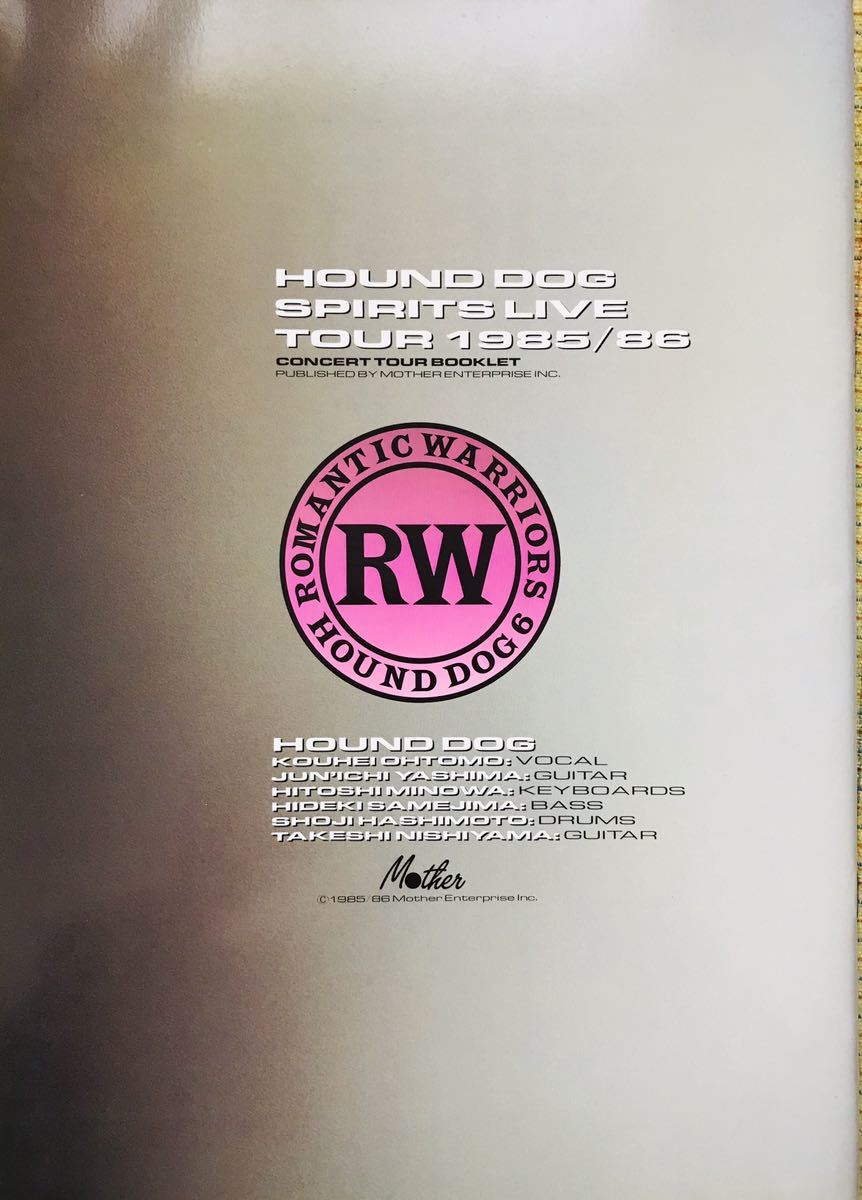 HOUND DOG
SPIRITS LIVE
TOUR 1985/86
CONCERT TOUR BOOKLET
PUBLISHED BY MOTHER ENTERPRISE INC.
ROMANTIC WARRIORS
RW
HOUND DOG 6
HOUND DOG
KOUHEI OHTOMO: VOCAL
JUN'ICHI YASHIMA: GUITAR
HITOSHI MINOWA: KEYBOARDS
HIDEKI SAMEJIMA: BASS
SHOJI HASHIMOTO: DRUMS
TAKESHI NISHIYAMA: GUITAR
Mother
©1985/86 Mother Enterprise Inc.